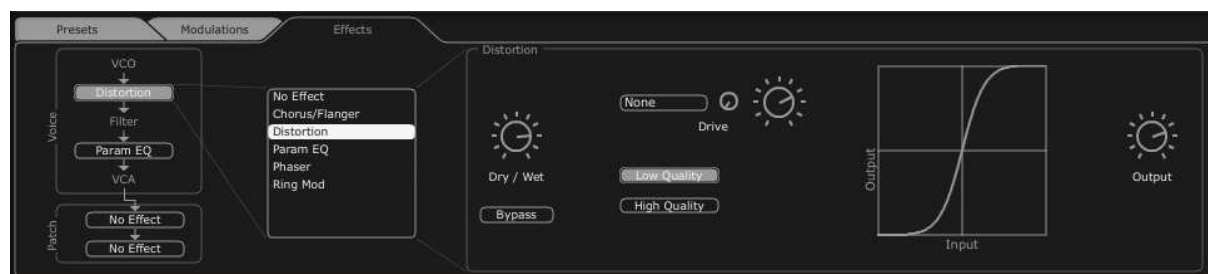 Presets
Modulations
Effects
Voice
VCO
Distortion
Filter
Param EQ
VCA
Patch
No Effect
No Effect
No Effect
Chorus/Flanger
Distortion
Param EQ
Phaser
Ring Mod
Distortion
Dry / Wet
Bypass
None
Drive
Low Quality
High Quality
Output
Input
Output